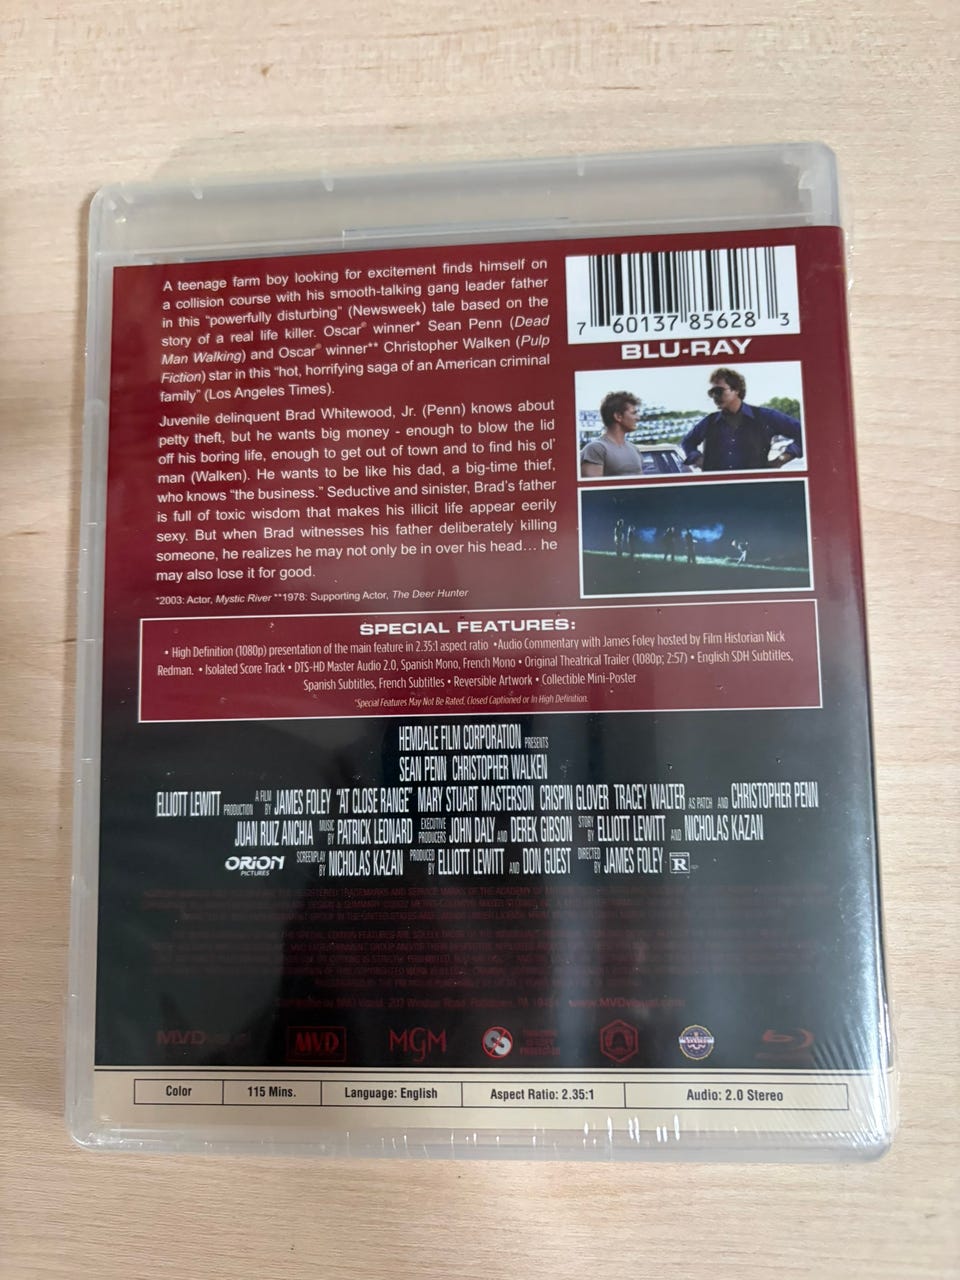 A teenage farm boy looking for excitement finds himself on
a collision course with his smooth-talking gang leader father
in this "powerfully disturbing" (Newsweek) tale based on the
story of a real life killer. Oscar® winner* Sean Penn (Dead
Man Walking) and Oscar® winner** Christopher Walken (Pulp
Fiction) star in this "hot, horrifying saga of an American criminal
family" (Los Angeles Times).
Juvenile delinquent Brad Whitewood, Jr. (Penn) knows about
petty theft, but he wants big money - enough to blow the lid
off his boring life, enough to get out of town and to find his ol'
man (Walken). He wants to be like his dad, a big-time thief,
who knows "the business." Seductive and sinister, Brad's father
is full of toxic wisdom that makes his illicit life appear eerily
sexy. But when Brad witnesses his father deliberately killing
someone, he realizes he may not only be in over his head... he
may also lose it for good.
*2003: Actor, Mystic River **1978: Supporting Actor, The Deer Hunter
7 60137 85628 3
BLU-RAY
SPECIAL FEATURES:
• High Definition (1080p) presentation of the main feature in 2.35:1 aspect ratio •Audio Commentary with James Foley hosted by Film Historian Nick
Redman. • Isolated Score Track • DTS-HD Master Audio 2.0, Spanish Mono, French Mono • Original Theatrical Trailer (1080p; 2:57) • English SDH Subtitles,
Spanish Subtitles, French Subtitles • Reversible Artwork • Collectible Mini-Poster
*Special Features May Not Be Rated, Closed Captioned or In High Definition.
HEMDALE FILM CORPORATION PRESENTS
SEAN PENN CHRISTOPHER WALKEN
ELLIOTT LEWITT PRODUCTION A FILM BY JAMES FOLEY "AT CLOSE RANGE" MARY STUART MASTERSON CRISPIN GLOVER TRACEY WALTER AS PATCH AND CHRISTOPHER PENN
JUAN RUIZ ANCHIA MUSIC BY PATRICK LEONARD EXECUTIVE PRODUCERS JOHN DALY AND DEREK GIBSON STORY BY ELLIOTT LEWITT AND NICHOLAS KAZAN
ORION PICTURES SCREENPLAY BY NICHOLAS KAZAN PRODUCED BY ELLIOTT LEWITT AND DON GUEST DIRECTED BY JAMES FOLEY R
MVD MGM
Color 115 Mins. Language: English Aspect Ratio: 2.35:1 Audio: 2.0 Stereo